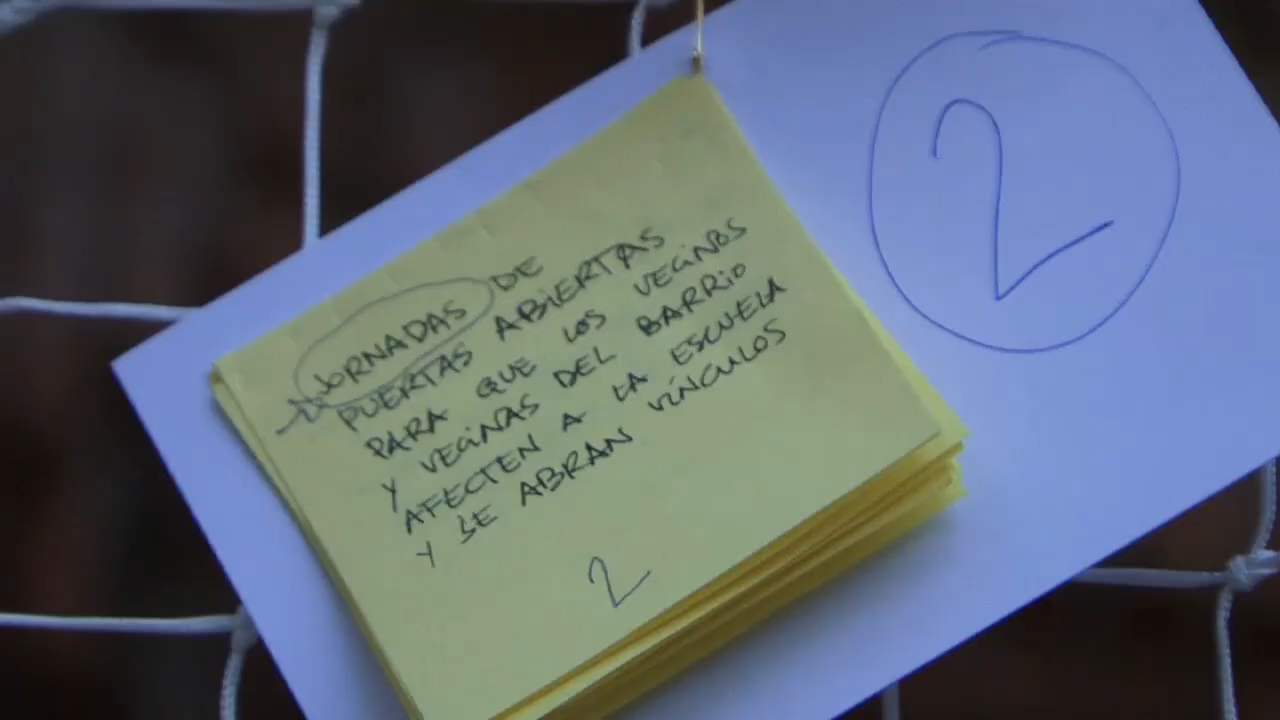 JORNADAS DE
PUERTAS ABIERTAS
PARA QUE LOS VECINOS
Y VECINAS DEL BARRIO
AFECTEN A LA ESCUELA
Y SE ABRAN VÍNCULOS
2
2